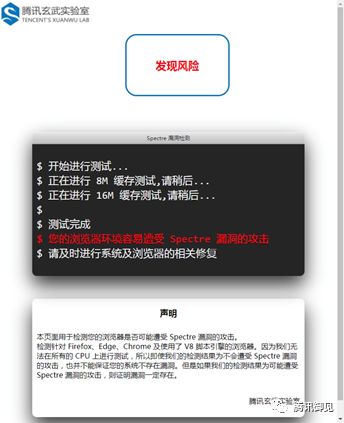 腾讯玄武实验室
TENCENT'S XUANWU LAB
发现风险
Spectre 漏洞检测
$ 开始进行测试...
$ 正在进行 8M 缓存测试,请稍后...
$ 正在进行 16M 缓存测试,请稍后...
$
$ 测试完成
$ 您的浏览器环境容易遭受 Spectre 漏洞的攻击
$ 请及时进行系统及浏览器的相关修复
声明
本页面用于检测您的浏览器是否可能遭受 Spectre 漏洞的攻击。
检测针对 Firefox、Edge、Chrome 及使用了 V8 脚本引擎的浏览器。因为我们无
法在所有的 CPU 上进行测试，所以即使我们的检测结果为不会遭受 Spectre 漏洞
的攻击，也并不能保证您的系统不存在漏洞。但是如果我们的检测结果为可能遭受
Spectre 漏洞的攻击，则证明漏洞一定存在。
腾讯玄武实验室
腾讯御见